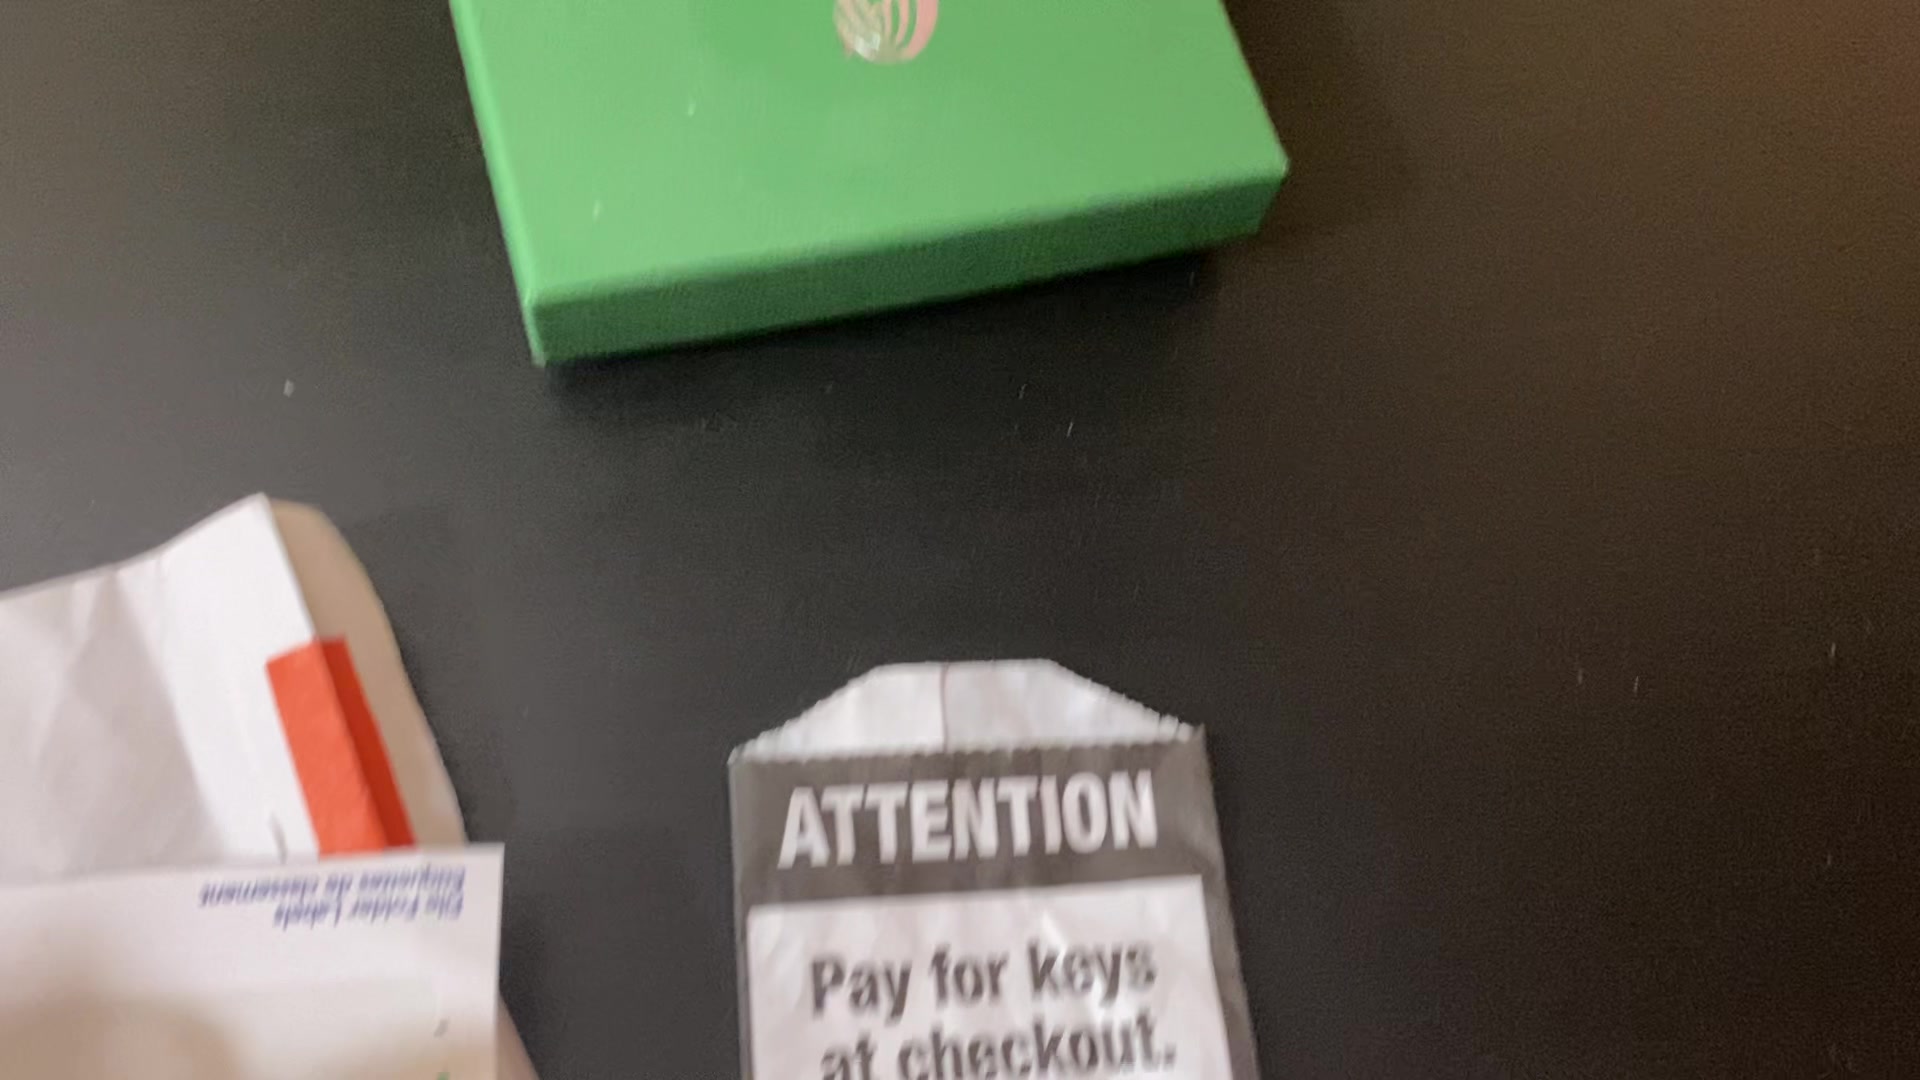 File Folder Labels
Étiquettes de classement
ATTENTION
Pay for keys
at checkout.